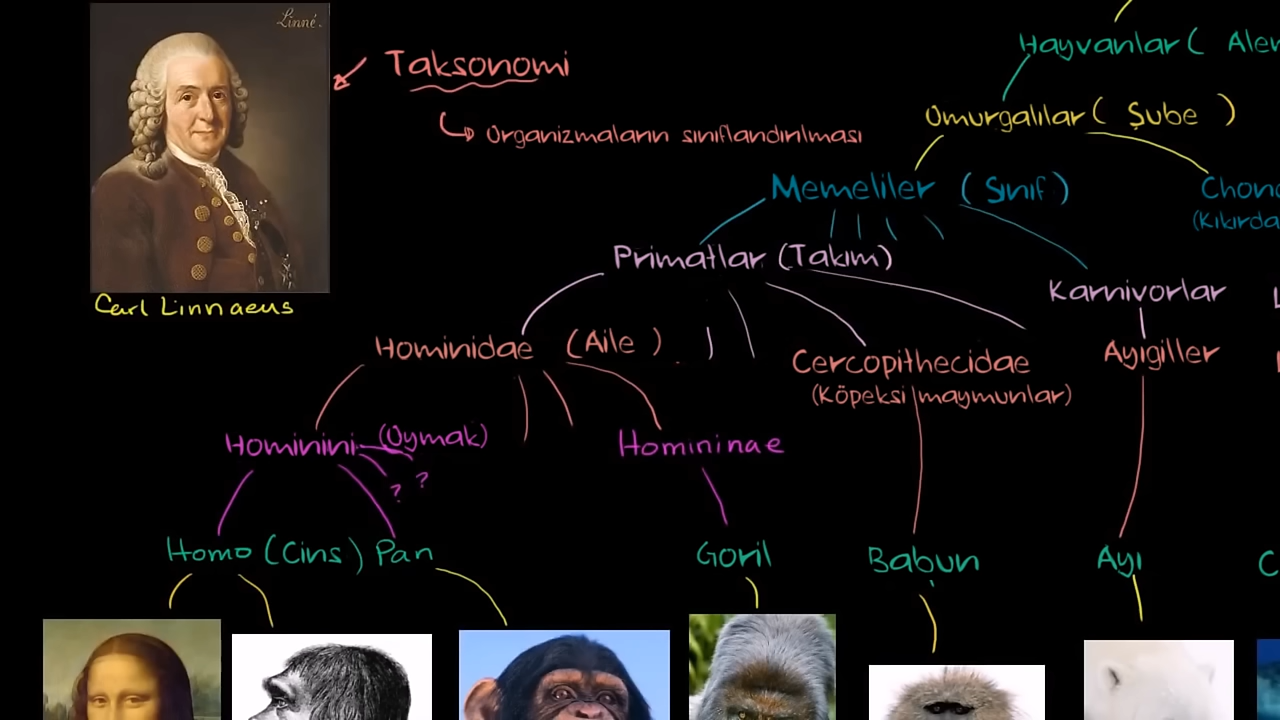 Linné.
Taksonomi
Organizmaların sınıflandırılması
Carl Linnaeus
Hayvanlar (
Omurgalılar ( Şube )
Memeliler (Sınıf)
Primatlar (Takım)
Karnivorlar
Hominidae (Aile)
Cercopithecidae
(Köpeksi maymunlar)
Ayıgiller
Hominini (Oymak)
? ?
Homininae
Homo (Cins) Pan
Goril
Babun
Ayı